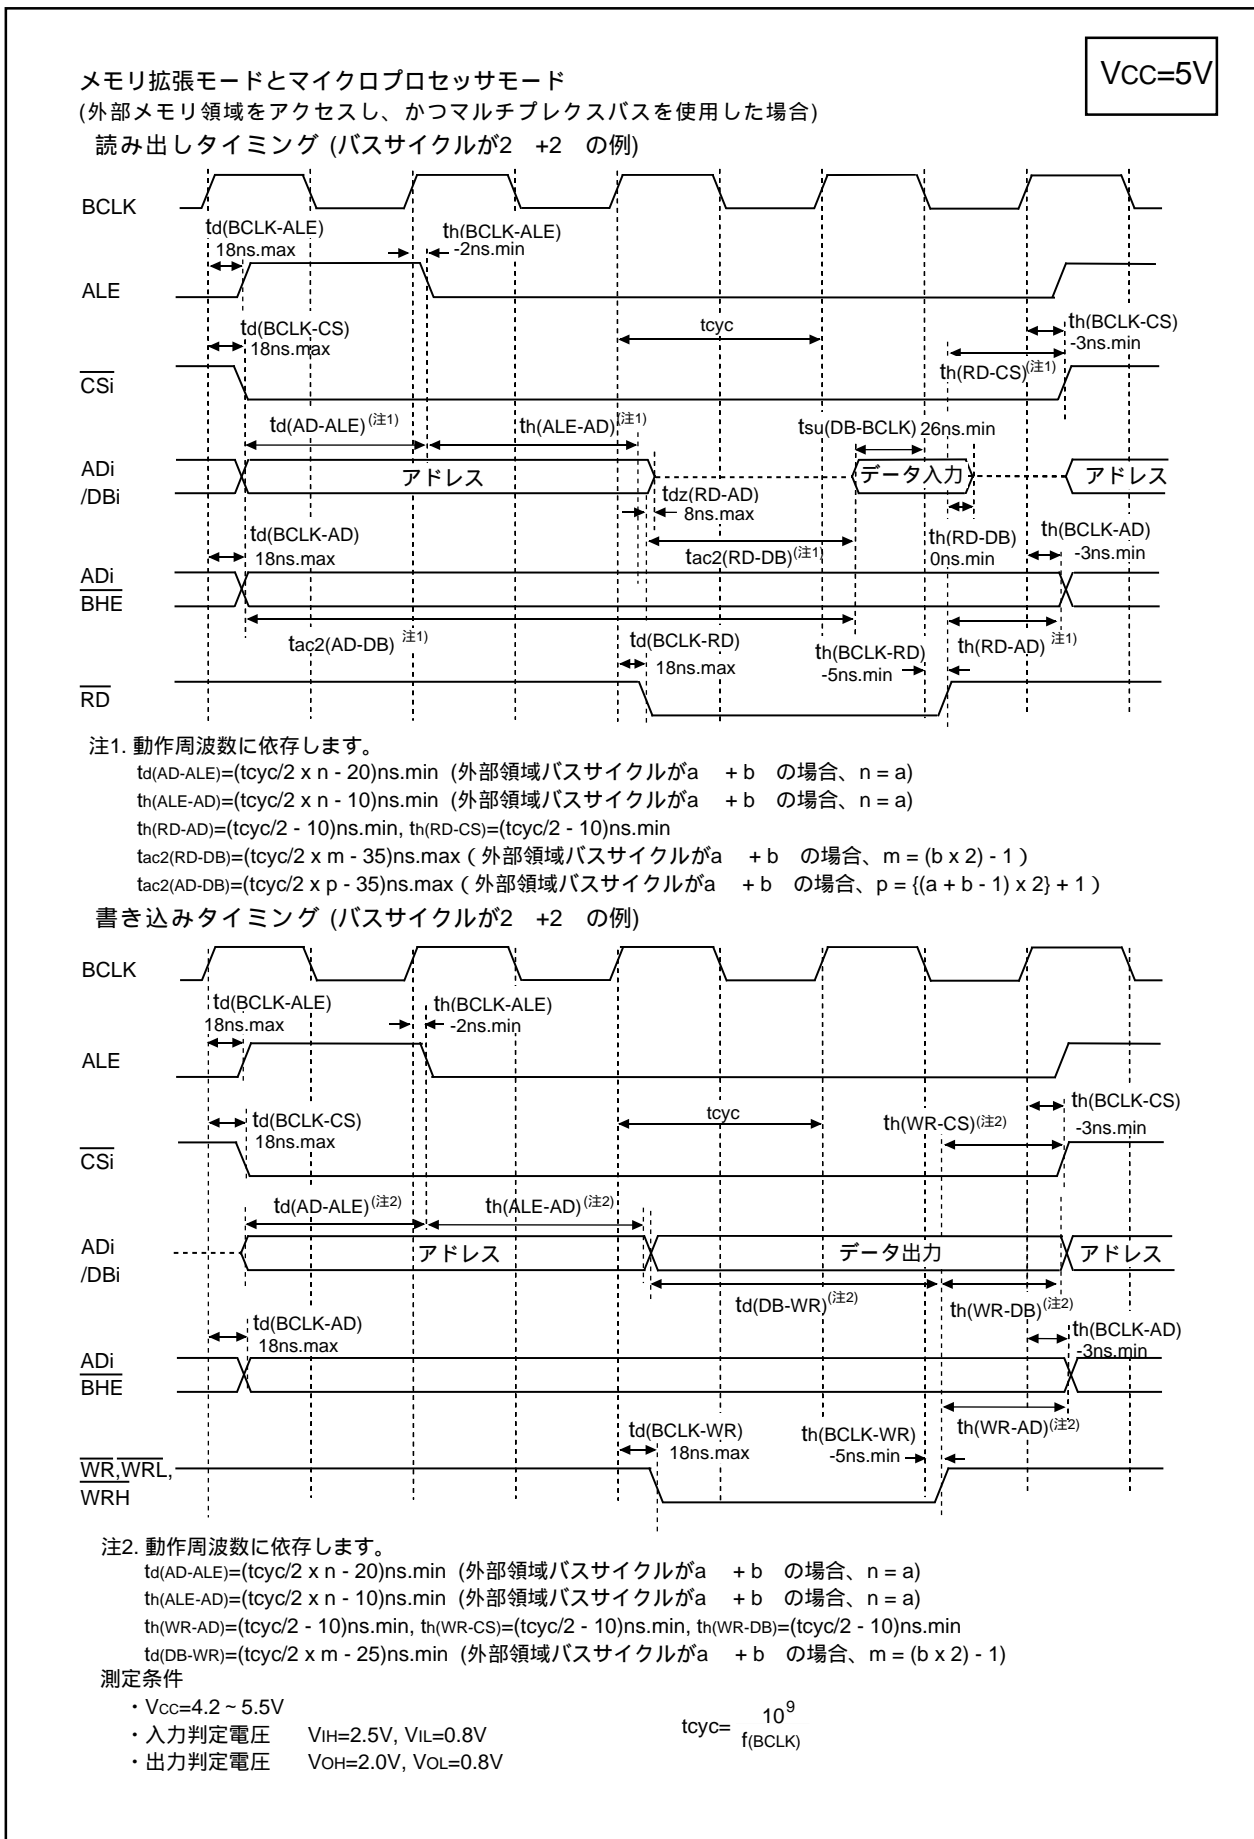 VCC=5V
メモリ拡張モードとマイクロプロセッサモード
(外部メモリ領域をアクセスし、かつマルチプレクスバスを使用した場合)
読み出しタイミング (バスサイクルが2 +2 の例)
BCLK
td(BCLK-ALE)
18ns.max
th(BCLK-ALE)
-2ns.min
ALE
td(BCLK-CS)
18ns.max
tcyc
th(BCLK-CS)
-3ns.min
th(RD-CS)(注1)
CSi
td(AD-ALE)(注1)
th(ALE-AD)(注1)
tsu(DB-BCLK) 26ns.min
ADi
/DBi
アドレス
データ入力
アドレス
tdz(RD-AD)
8ns.max
td(BCLK-AD)
18ns.max
tac2(RD-DB)(注1)
th(RD-DB)
0ns.min
th(BCLK-AD)
-3ns.min
ADi
BHE
tac2(AD-DB) 注1)
td(BCLK-RD)
18ns.max
th(BCLK-RD)
-5ns.min
th(RD-AD) 注1)
RD
注1. 動作周波数に依存します。
td(AD-ALE)=(tcyc/2 x n - 20)ns.min (外部領域バスサイクルがa + b の場合、n = a)
th(ALE-AD)=(tcyc/2 x n - 10)ns.min (外部領域バスサイクルがa + b の場合、n = a)
th(RD-AD)=(tcyc/2 - 10)ns.min, th(RD-CS)=(tcyc/2 - 10)ns.min
tac2(RD-DB)=(tcyc/2 x m - 35)ns.max ( 外部領域バスサイクルがa + b の場合、m = (b x 2) - 1 )
tac2(AD-DB)=(tcyc/2 x p - 35)ns.max ( 外部領域バスサイクルがa + b の場合、p = {(a + b - 1) x 2} + 1 )
書き込みタイミング (バスサイクルが2 +2 の例)
BCLK
td(BCLK-ALE)
18ns.max
th(BCLK-ALE)
-2ns.min
ALE
td(BCLK-CS)
18ns.max
tcyc
th(WR-CS)(注2)
th(BCLK-CS)
-3ns.min
CSi
td(AD-ALE)(注2)
th(ALE-AD)(注2)
ADi
/DBi
アドレス
データ出力
アドレス
td(DB-WR)(注2)
th(WR-DB)(注2)
td(BCLK-AD)
18ns.max
th(BCLK-AD)
-3ns.min
ADi
BHE
td(BCLK-WR)
18ns.max
th(BCLK-WR)
-5ns.min
th(WR-AD)(注2)
WR,WRL,
WRH
注2. 動作周波数に依存します。
td(AD-ALE)=(tcyc/2 x n - 20)ns.min (外部領域バスサイクルがa + b の場合、n = a)
th(ALE-AD)=(tcyc/2 x n - 10)ns.min (外部領域バスサイクルがa + b の場合、n = a)
th(WR-AD)=(tcyc/2 - 10)ns.min, th(WR-CS)=(tcyc/2 - 10)ns.min, th(WR-DB)=(tcyc/2 - 10)ns.min
td(DB-WR)=(tcyc/2 x m - 25)ns.min (外部領域バスサイクルがa + b の場合、m = (b x 2) - 1)
測定条件
・VCC=4.2～5.5V
・入力判定電圧 VIH=2.5V, VIL=0.8V
・出力判定電圧 VOH=2.0V, VOL=0.8V
tcyc= 10⁹
f(BCLK)